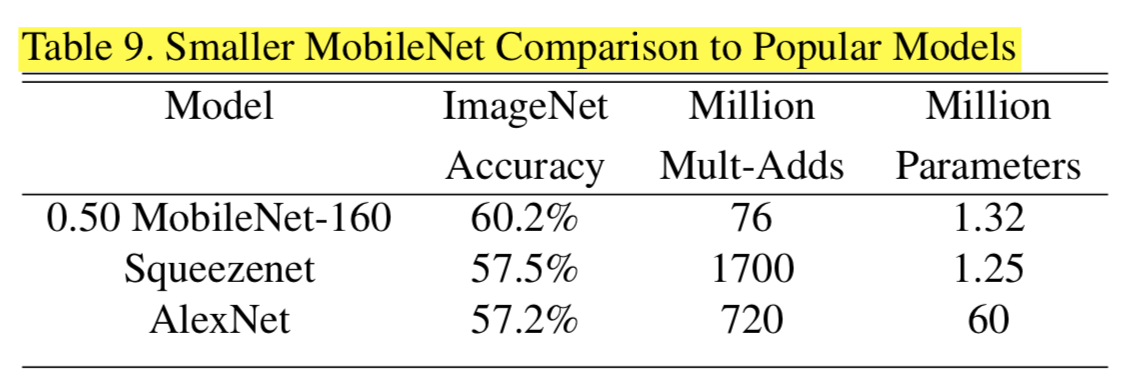 Table 9. Smaller MobileNet Comparison to Popular Models
Model ImageNet Million Million
Accuracy Mult-Adds Parameters
0.50 MobileNet-160 60.2% 76 1.32
Squeezenet 57.5% 1700 1.25
AlexNet 57.2% 720 60